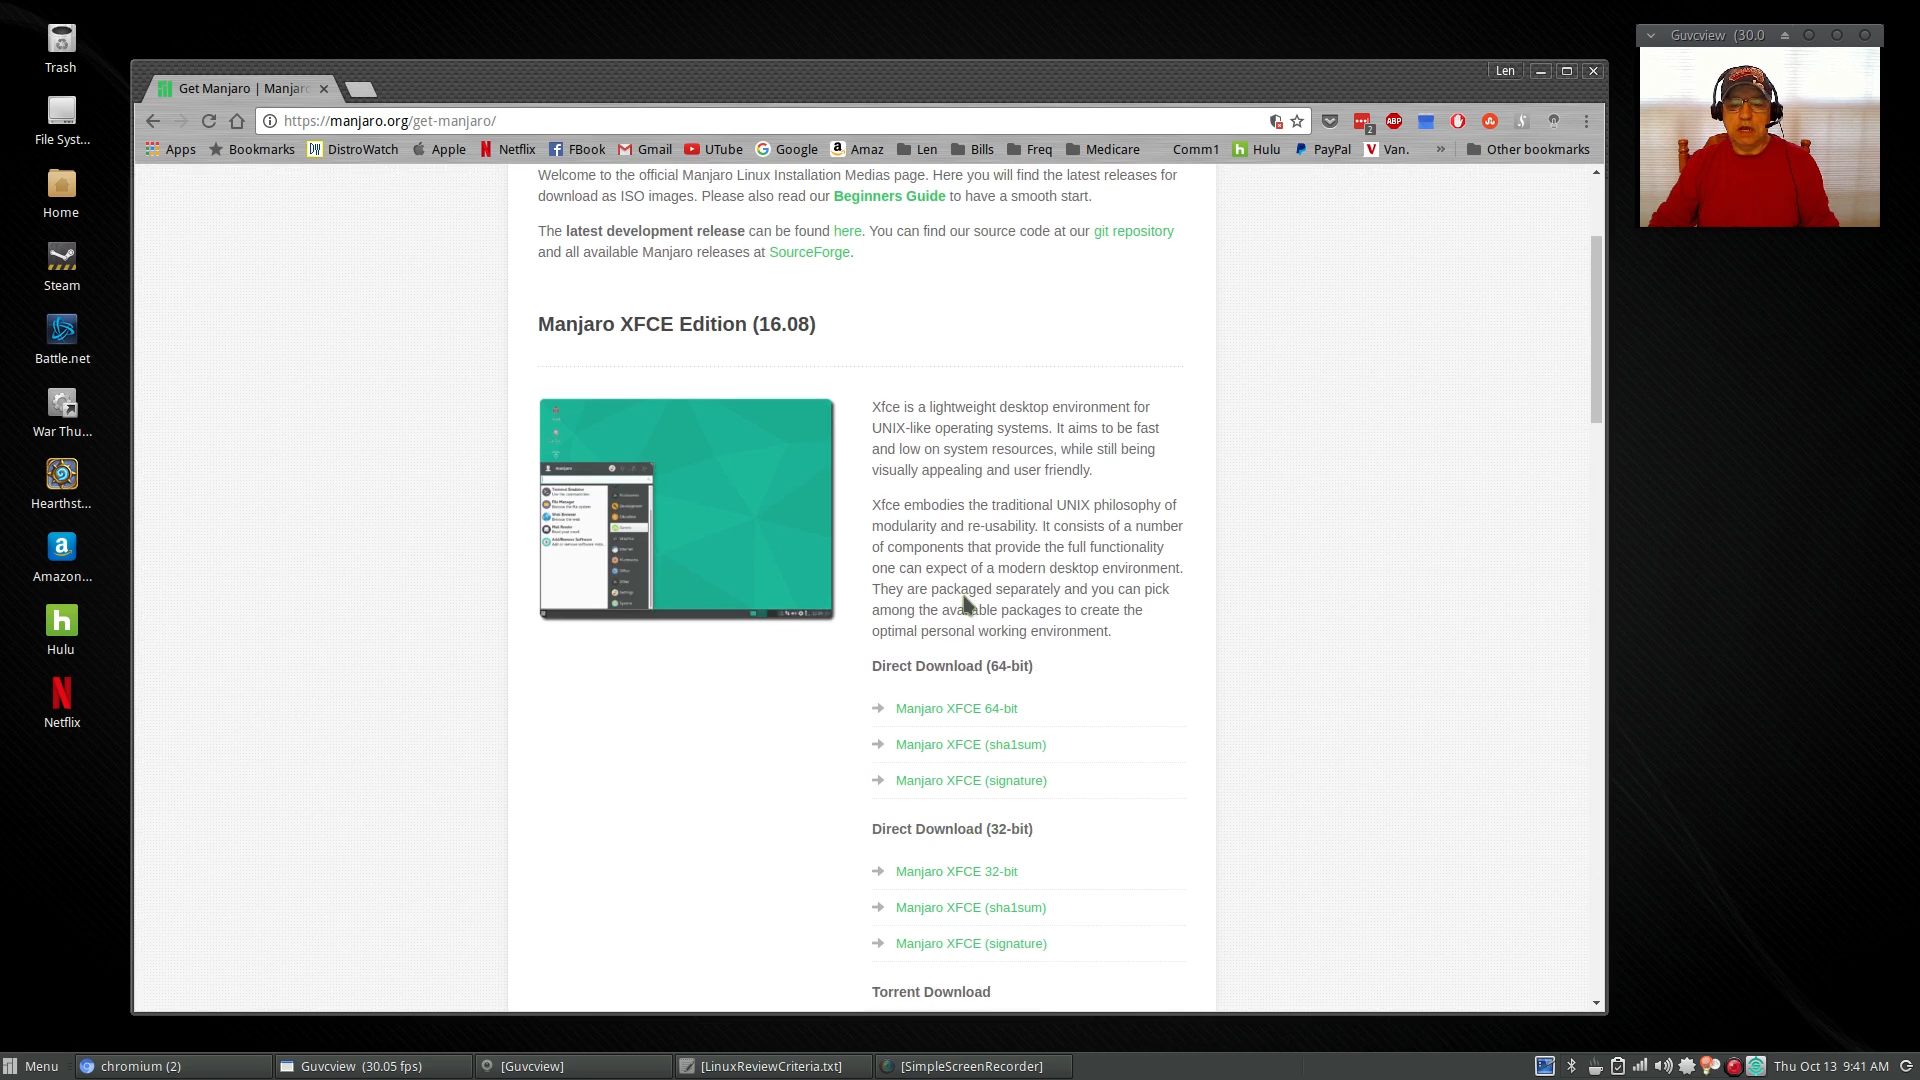 Trash
File Syst...
Home
Steam
Battle.net
War Thu...
Hearthst...
Amazon...
Hulu
Netflix
Guvcview (30.0
Len
Get Manjaro | Manjaro
https://manjaro.org/get-manjaro/
2
ABP
Apps Bookmarks DistroWatch Apple Netflix FBook Gmail UTube Google Amaz Len Bills Freq Medicare Comm1 Hulu PayPal Van. » Other bookmarks
Welcome to the official Manjaro Linux Installation Medias page. Here you will find the latest releases for
download as ISO images. Please also read our Beginners Guide to have a smooth start.
The latest development release can be found here. You can find our source code at our git repository
and all available Manjaro releases at SourceForge.
Manjaro XFCE Edition (16.08)
Xfce is a lightweight desktop environment for
UNIX-like operating systems. It aims to be fast
and low on system resources, while still being
visually appealing and user friendly.
Xfce embodies the traditional UNIX philosophy of
modularity and re-usability. It consists of a number
of components that provide the full functionality
one can expect of a modern desktop environment.
They are packaged separately and you can pick
among the available packages to create the
optimal personal working environment.
Direct Download (64-bit)
Manjaro XFCE 64-bit
Manjaro XFCE (sha1sum)
Manjaro XFCE (signature)
Direct Download (32-bit)
Manjaro XFCE 32-bit
Manjaro XFCE (sha1sum)
Manjaro XFCE (signature)
Torrent Download
Menu chromium (2) Guvcview (30.05 fps) [Guvcview] [LinuxReviewCriteria.txt] [SimpleScreenRecorder] Thu Oct 13 9:41 AM